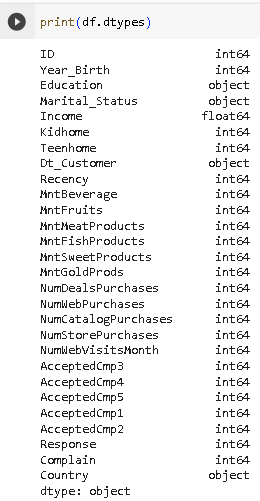 print(df.dtypes)
ID int64
Year_Birth int64
Education object
Marital_Status object
Income float64
Kidhome int64
Teenhome int64
Dt_Customer object
Recency int64
MntBeverage int64
MntFruits int64
MntMeatProducts int64
MntFishProducts int64
MntSweetProducts int64
MntGoldProds int64
NumDealsPurchases int64
NumWebPurchases int64
NumCatalogPurchases int64
NumStorePurchases int64
NumWebVisitsMonth int64
AcceptedCmp3 int64
AcceptedCmp4 int64
AcceptedCmp5 int64
AcceptedCmp1 int64
AcceptedCmp2 int64
Response int64
Complain int64
Country object
dtype: object